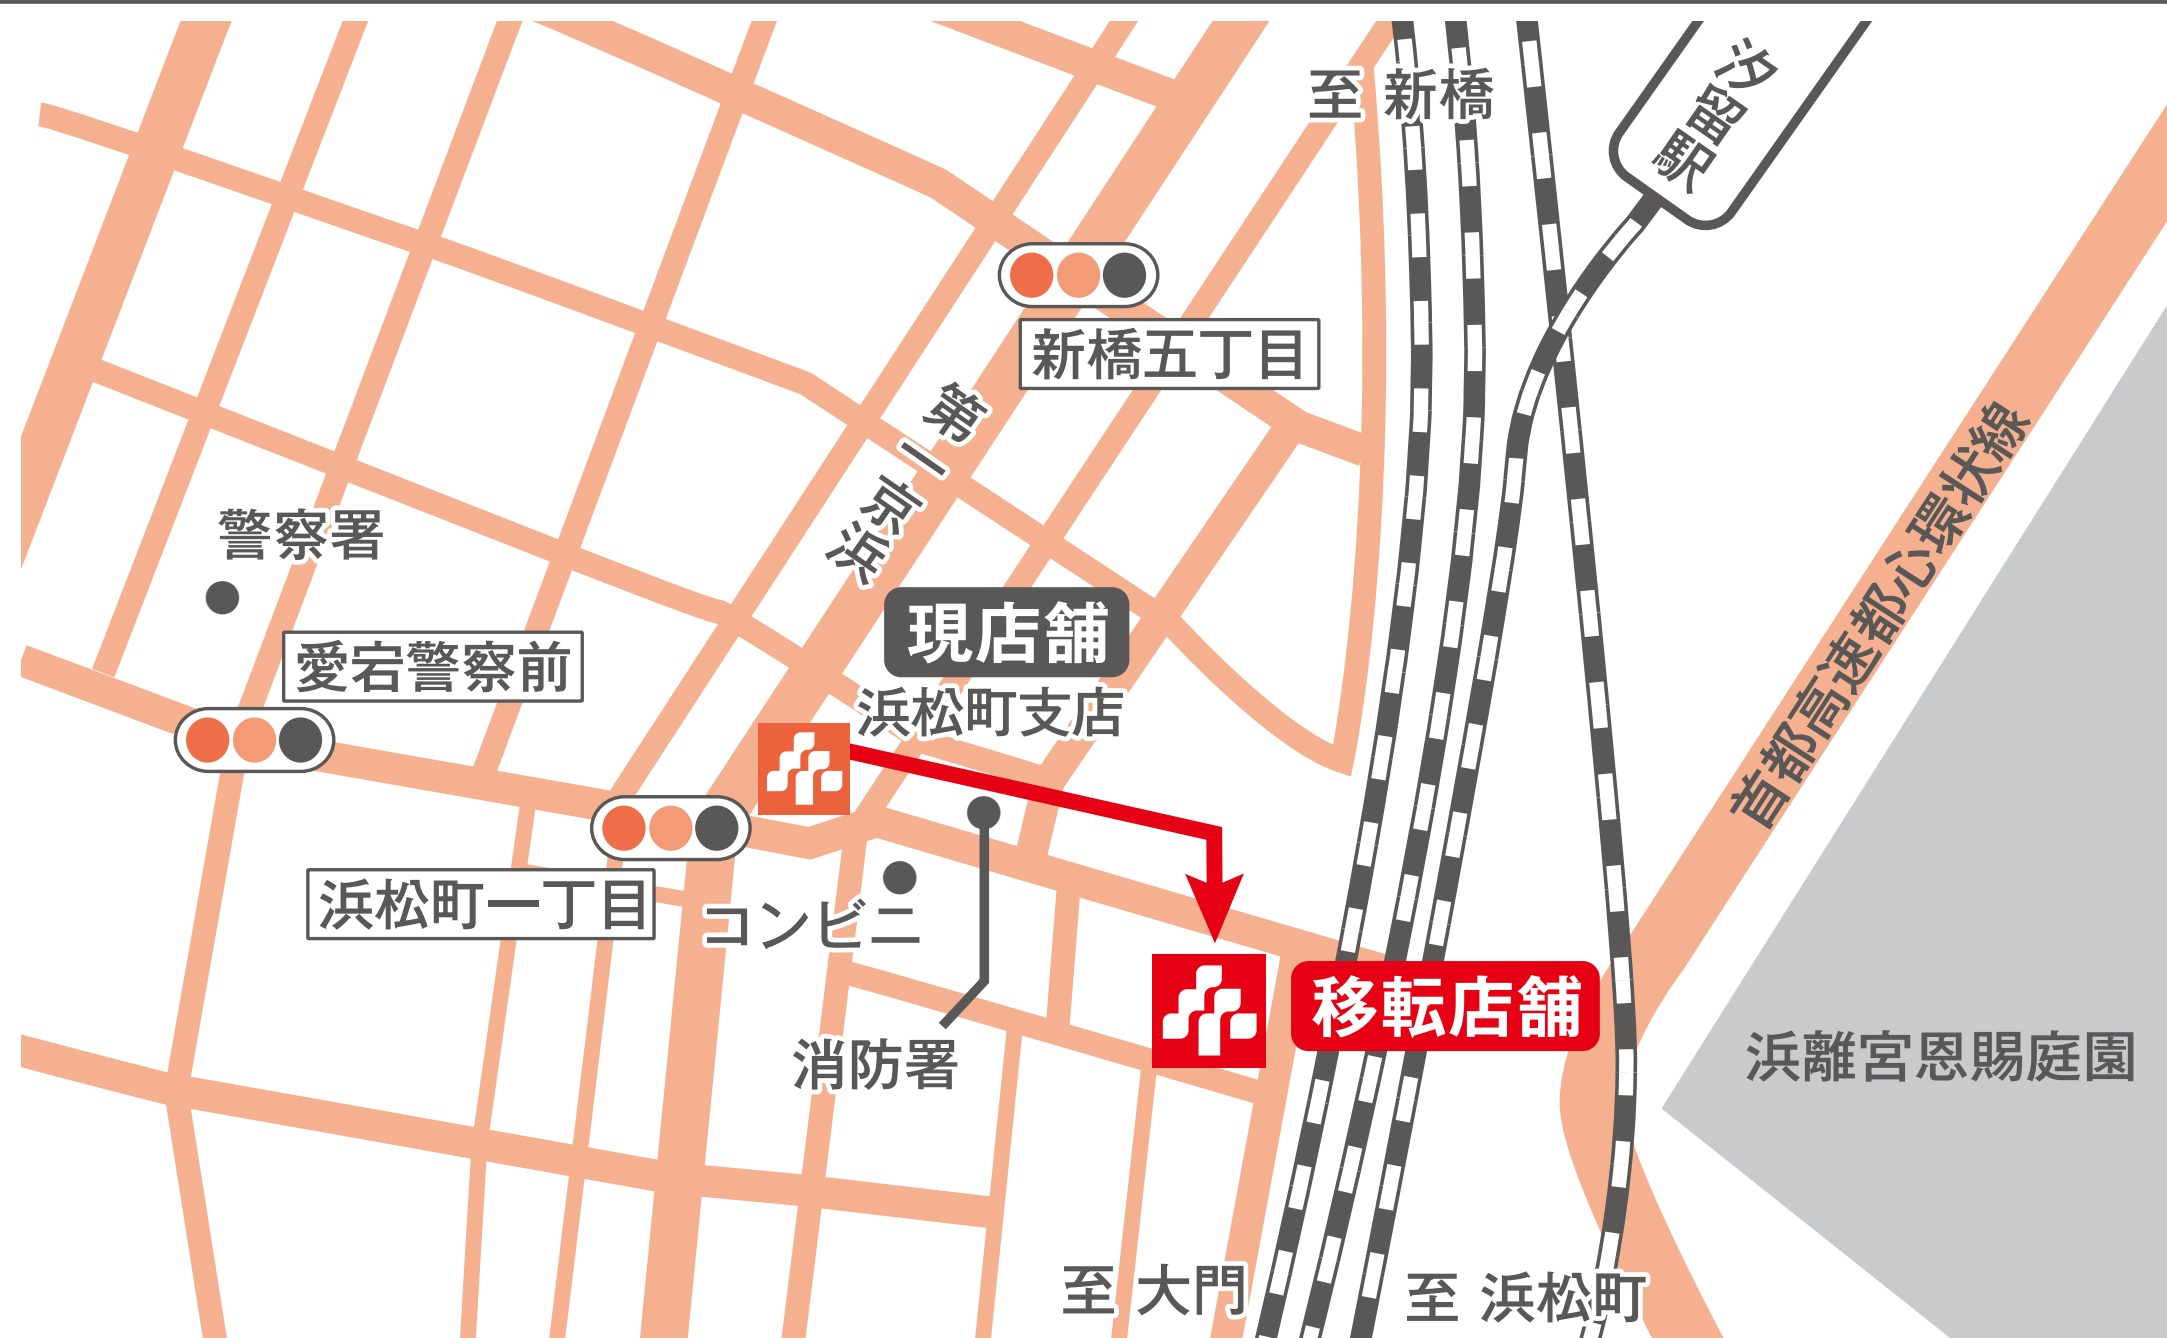 至 新橋
汐留駅
新橋五丁目
第一京浜
首都高速都心環状線
警察署
現店舗
愛宕警察前
浜松町支店
浜松町一丁目
コンビニ
移転店舗
消防署
浜離宮恩賜庭園
至 大門
至 浜松町